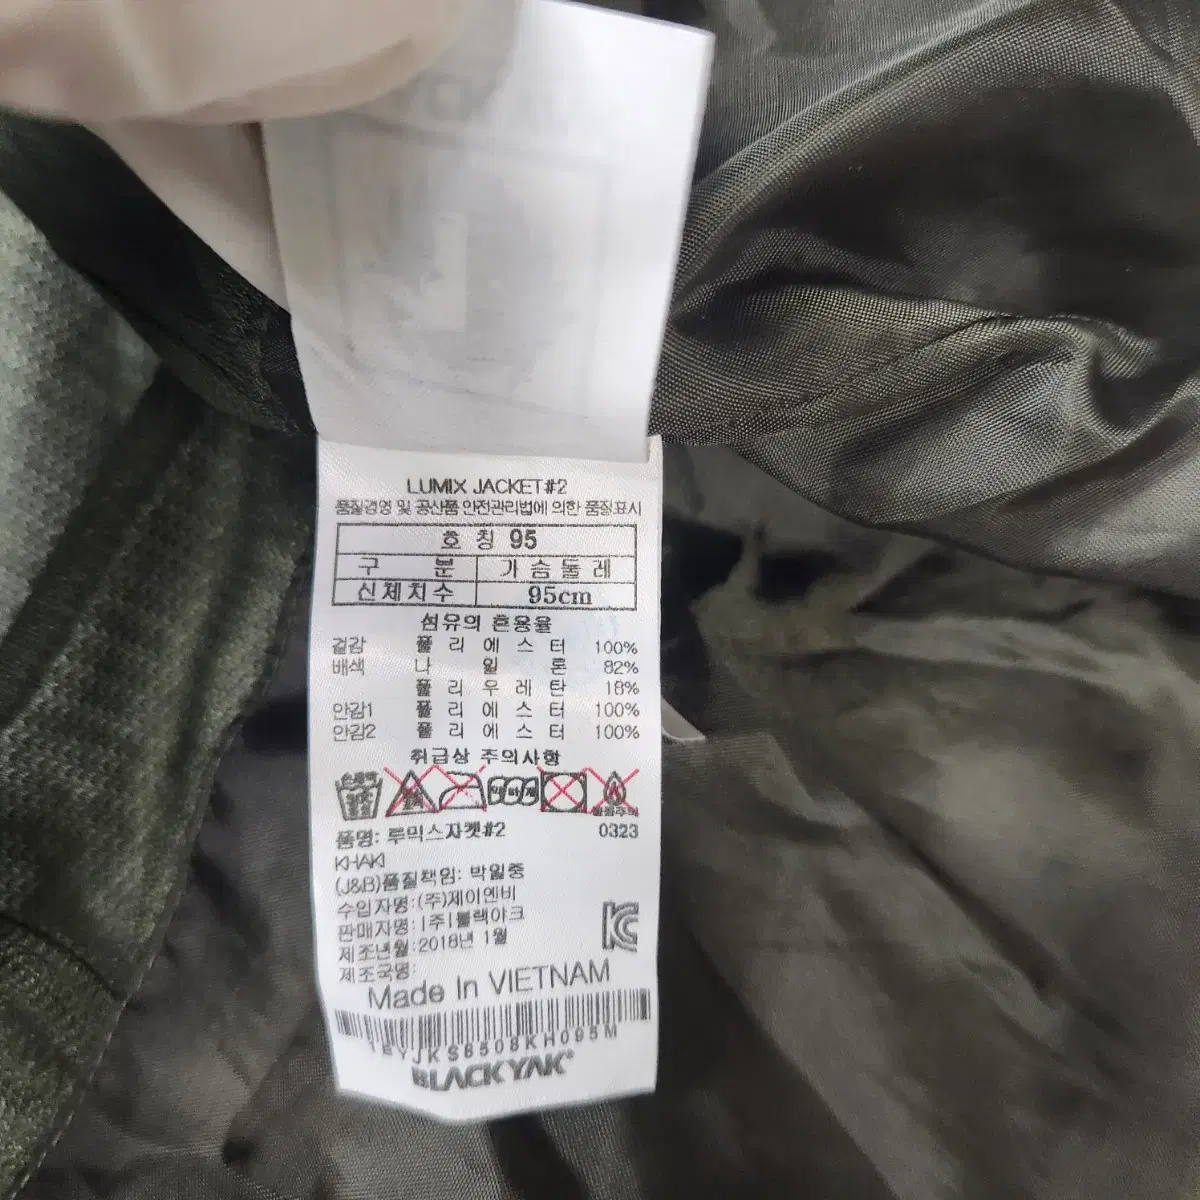 LUMIX JACKET#2
품질경영 및 공산품 안전관리법에 의한 품질표시
호 칭 95
구 분 가 슴 둘 레
신체치수 95cm
섬유의 혼용율
겉감 폴 리 에 스 터 100%
배색 나 일 론 82%
폴 리 우 레 탄 18%
안감1 폴 리 에 스 터 100%
안감2 폴 리 에 스 터 100%
취급상 주의사항
손세탁
품명: 루믹스자켓#2 0323
KHAKI
(J&B)품질책임: 박일중
수입자명:(주)제이엔비
판매자명:(주)블랙야크
제조년월:2018년 1월
제조국명:
Made In VIETNAM
BLACKYAK